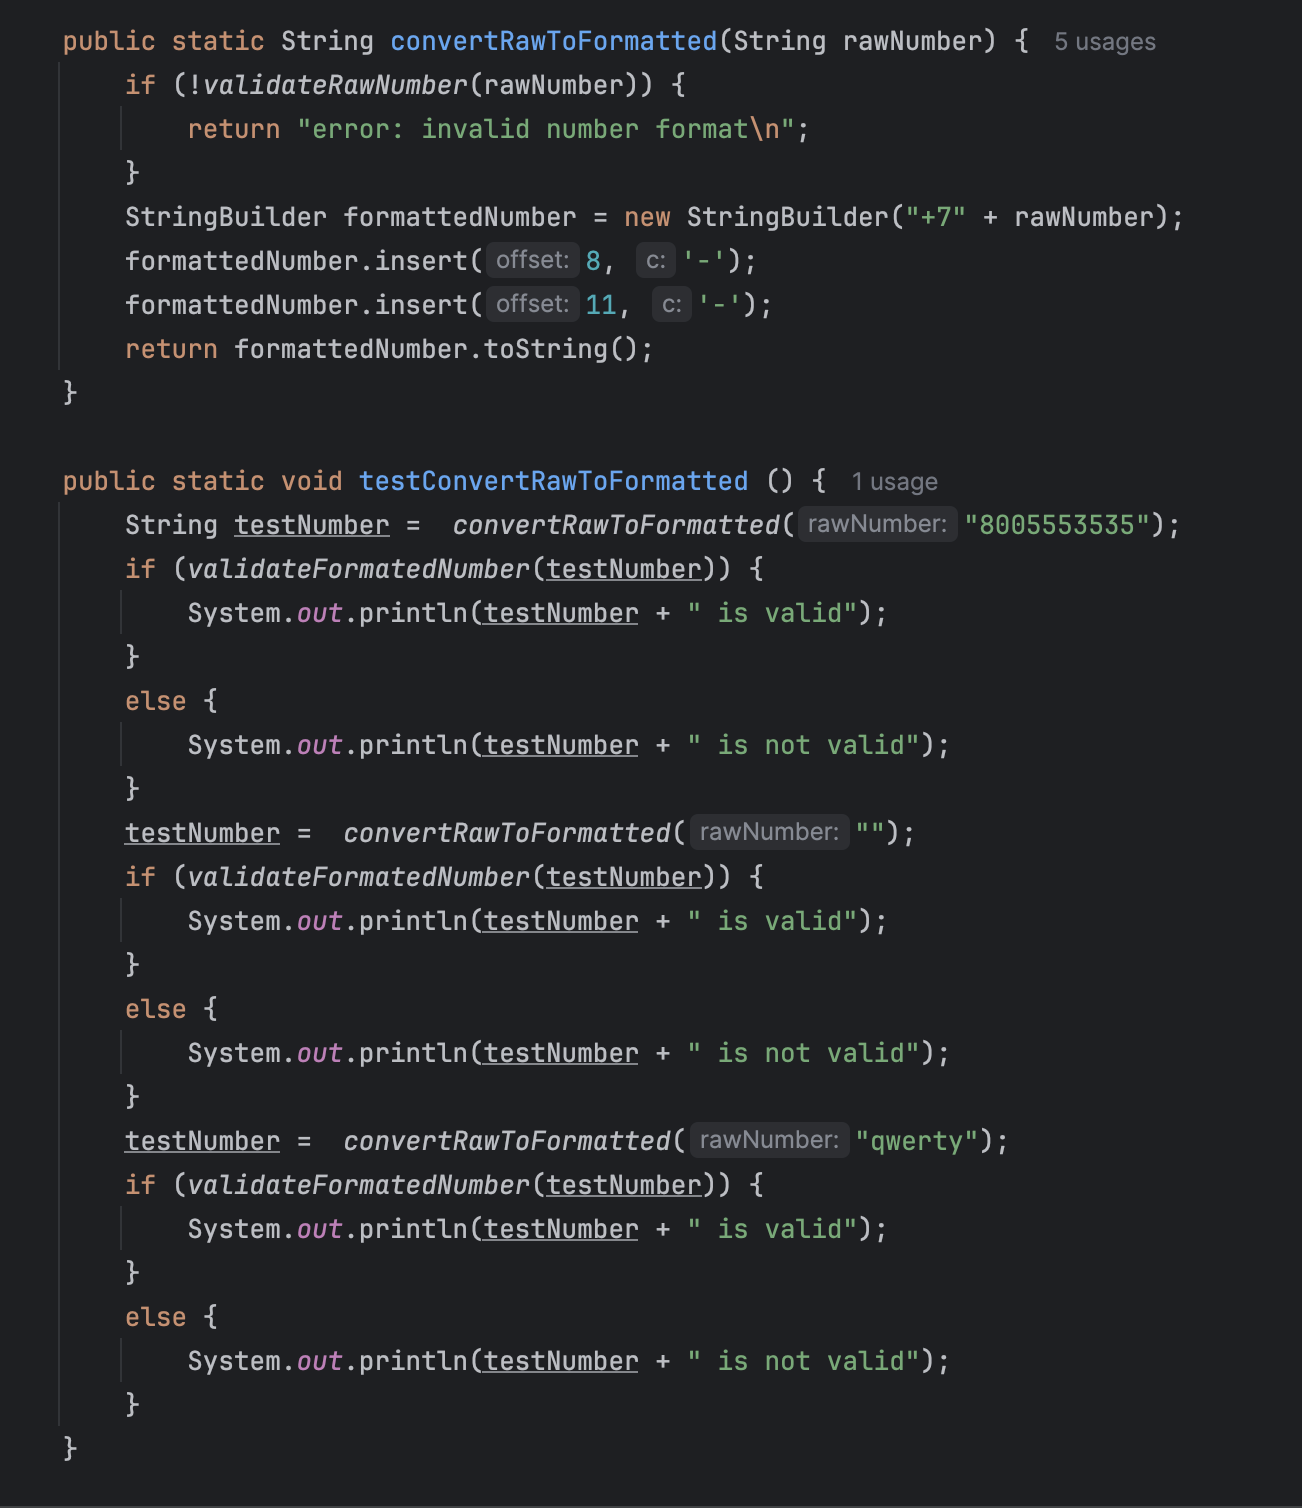 public static String convertRawToFormatted(String rawNumber) { 5 usages
if (!validateRawNumber(rawNumber)) {
return "error: invalid number format\n";
}
StringBuilder formattedNumber = new StringBuilder("+7" + rawNumber);
formattedNumber.insert( offset: 8, c: '-');
formattedNumber.insert( offset: 11, c: '-');
return formattedNumber.toString();
}
public static void testConvertRawToFormatted () { 1 usage
String testNumber =  convertRawToFormatted( rawNumber: "8005553535");
if (validateFormatedNumber(testNumber)) {
System.out.println(testNumber + " is valid");
}
else {
System.out.println(testNumber + " is not valid");
}
testNumber =  convertRawToFormatted( rawNumber: "");
if (validateFormatedNumber(testNumber)) {
System.out.println(testNumber + " is valid");
}
else {
System.out.println(testNumber + " is not valid");
}
testNumber =  convertRawToFormatted( rawNumber: "qwerty");
if (validateFormatedNumber(testNumber)) {
System.out.println(testNumber + " is valid");
}
else {
System.out.println(testNumber + " is not valid");
}
}